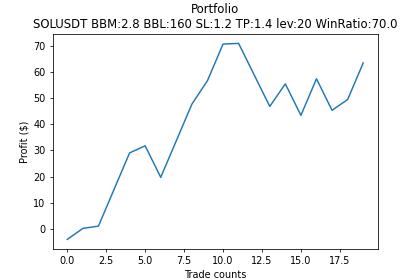 Portfolio
SOLUSDT BBM:2.8 BBL:160 SL:1.2 TP:1.4 lev:20 WinRatio:70.0
70
60
50
40
30
20
10
0
Profit ($)
0.0 2.5 5.0 7.5 10.0 12.5 15.0 17.5
Trade counts